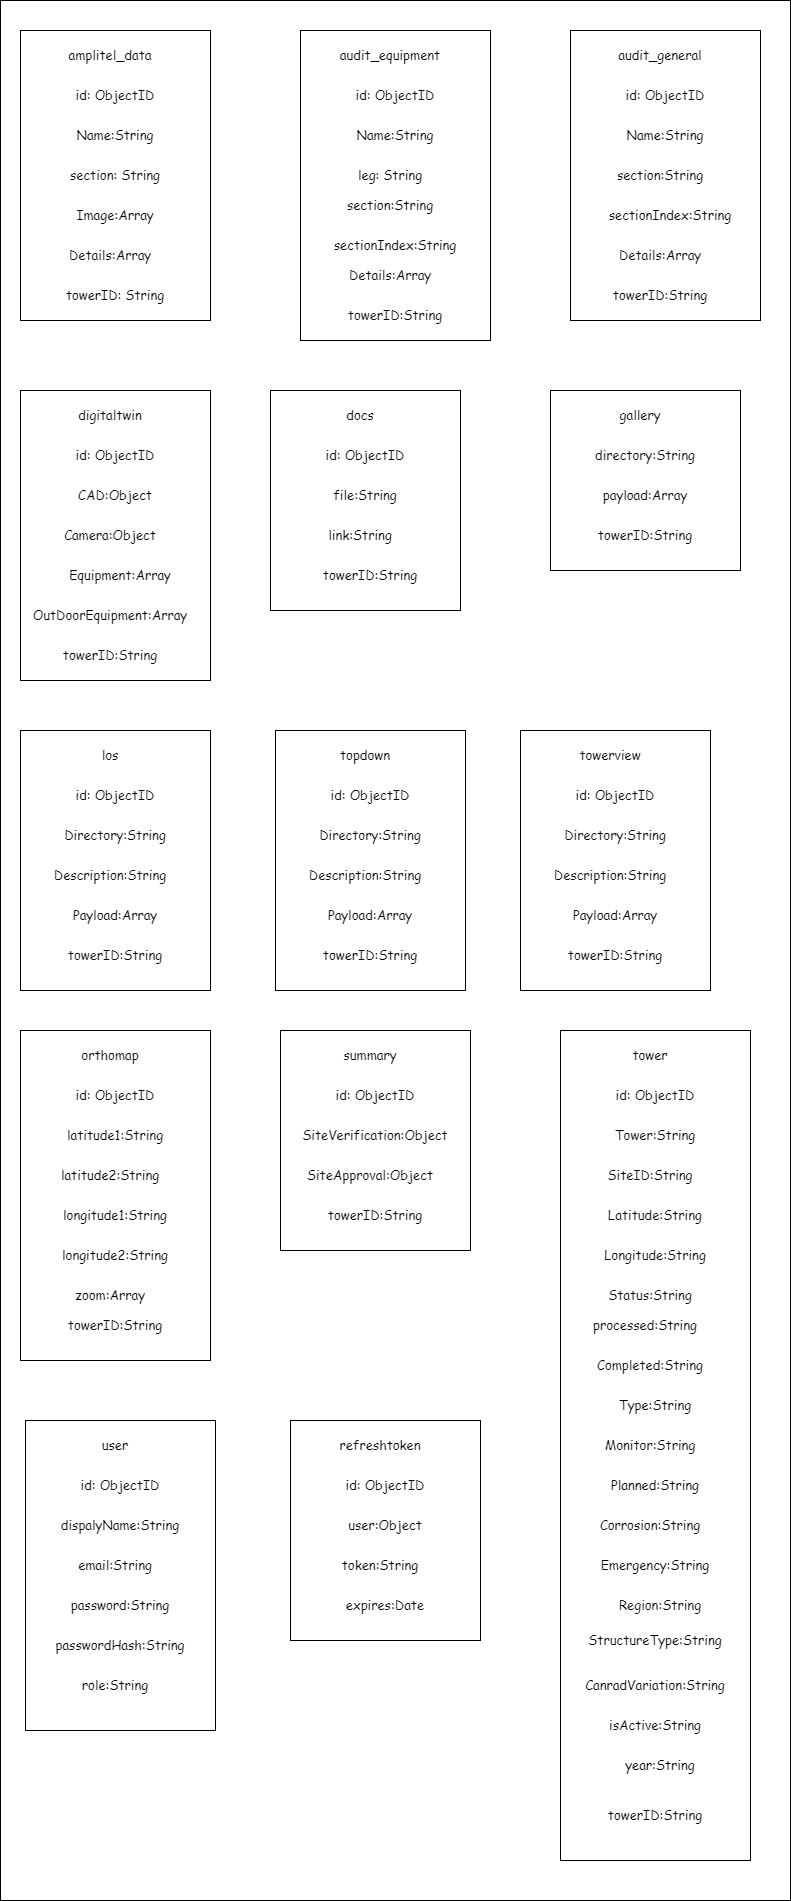 amplitel_data
id: ObjectID
Name:String
section: String
Image:Array
Details:Array
towerID: String
audit_equipment
id: ObjectID
Name:String
leg: String
section:String
sectionIndex:String
Details:Array
towerID:String
audit_general
id: ObjectID
Name:String
section:String
sectionIndex:String
Details:Array
towerID:String
digitaltwin
id: ObjectID
CAD:Object
Camera:Object
Equipment:Array
OutDoorEquipment:Array
towerID:String
docs
id: ObjectID
file:String
link:String
towerID:String
gallery
directory:String
payload:Array
towerID:String
los
id: ObjectID
Directory:String
Description:String
Payload:Array
towerID:String
topdown
id: ObjectID
Directory:String
Description:String
Payload:Array
towerID:String
towerview
id: ObjectID
Directory:String
Description:String
Payload:Array
towerID:String
orthomap
id: ObjectID
latitude1:String
latitude2:String
longitude1:String
longitude2:String
zoom:Array
towerID:String
summary
id: ObjectID
SiteVerification:Object
SiteApproval:Object
towerID:String
tower
id: ObjectID
Tower:String
SiteID:String
Latitude:String
Longitude:String
Status:String
processed:String
Completed:String
Type:String
Monitor:String
Planned:String
Corrosion:String
Emergency:String
Region:String
StructureType:String
CanradVariation:String
isActive:String
year:String
towerID:String
user
id: ObjectID
dispalyName:String
email:String
password:String
passwordHash:String
role:String
refreshtoken
id: ObjectID
user:Object
token:String
expires:Date